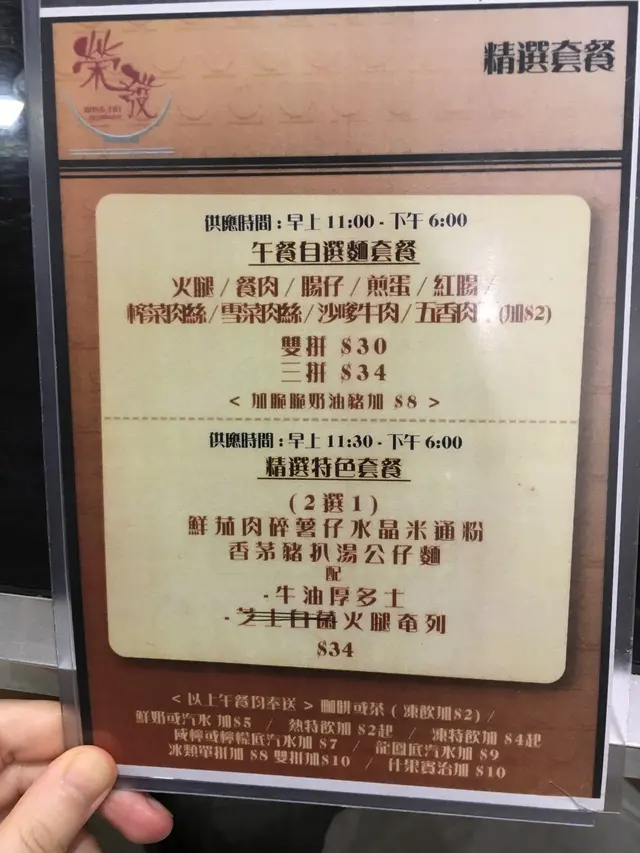 榮發
精選套餐
供應時間 : 早上 11:00 - 下午 6:00
午餐自選麵套餐
火腿 / 餐肉 / 腸仔 / 煎蛋 / 紅腸 /
榨菜肉絲 / 雪菜肉絲 / 沙嗲牛肉 / 五香肉丁 (加$2)
雙拼 $30
三拼 $34
< 加脆脆奶油豬加 $8 >
供應時間 : 早上 11:30 - 下午 6:00
精選特色套餐
( 2 選 1 )
鮮茄肉碎薯仔水晶米通粉
香茅豬扒湯公仔麵
配
·牛油厚多士
·芝士白菌火腿奄列
$34
< 以上午餐均奉送 > 咖啡或茶 ( 凍飲加$2) /
鮮奶或汽水 加$5 / 熱特飲加 $2起 / 凍特飲加 $4起
咸檸或檸檬底汽水加 $7 / 龍鳳底汽水加 $9
冰類單拼加 $8 雙拼加$10 / 什果賓治加 $10